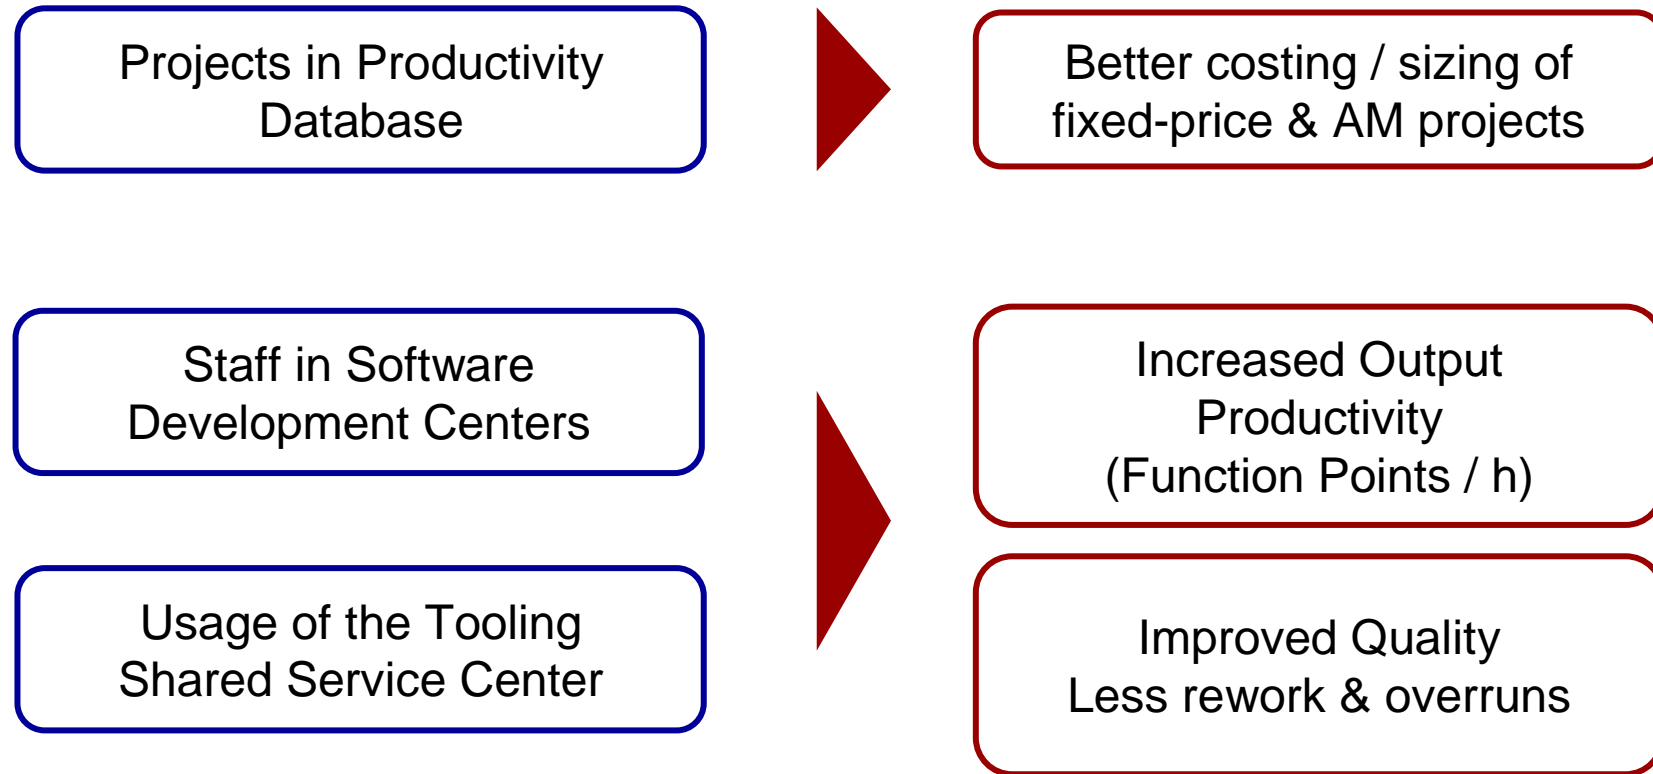 Projects in Productivity
Database
Better costing / sizing of
fixed-price & AM projects
Staff in Software
Development Centers
Increased Output
Productivity
(Function Points / h)
Usage of the Tooling
Shared Service Center
Improved Quality
Less rework & overruns